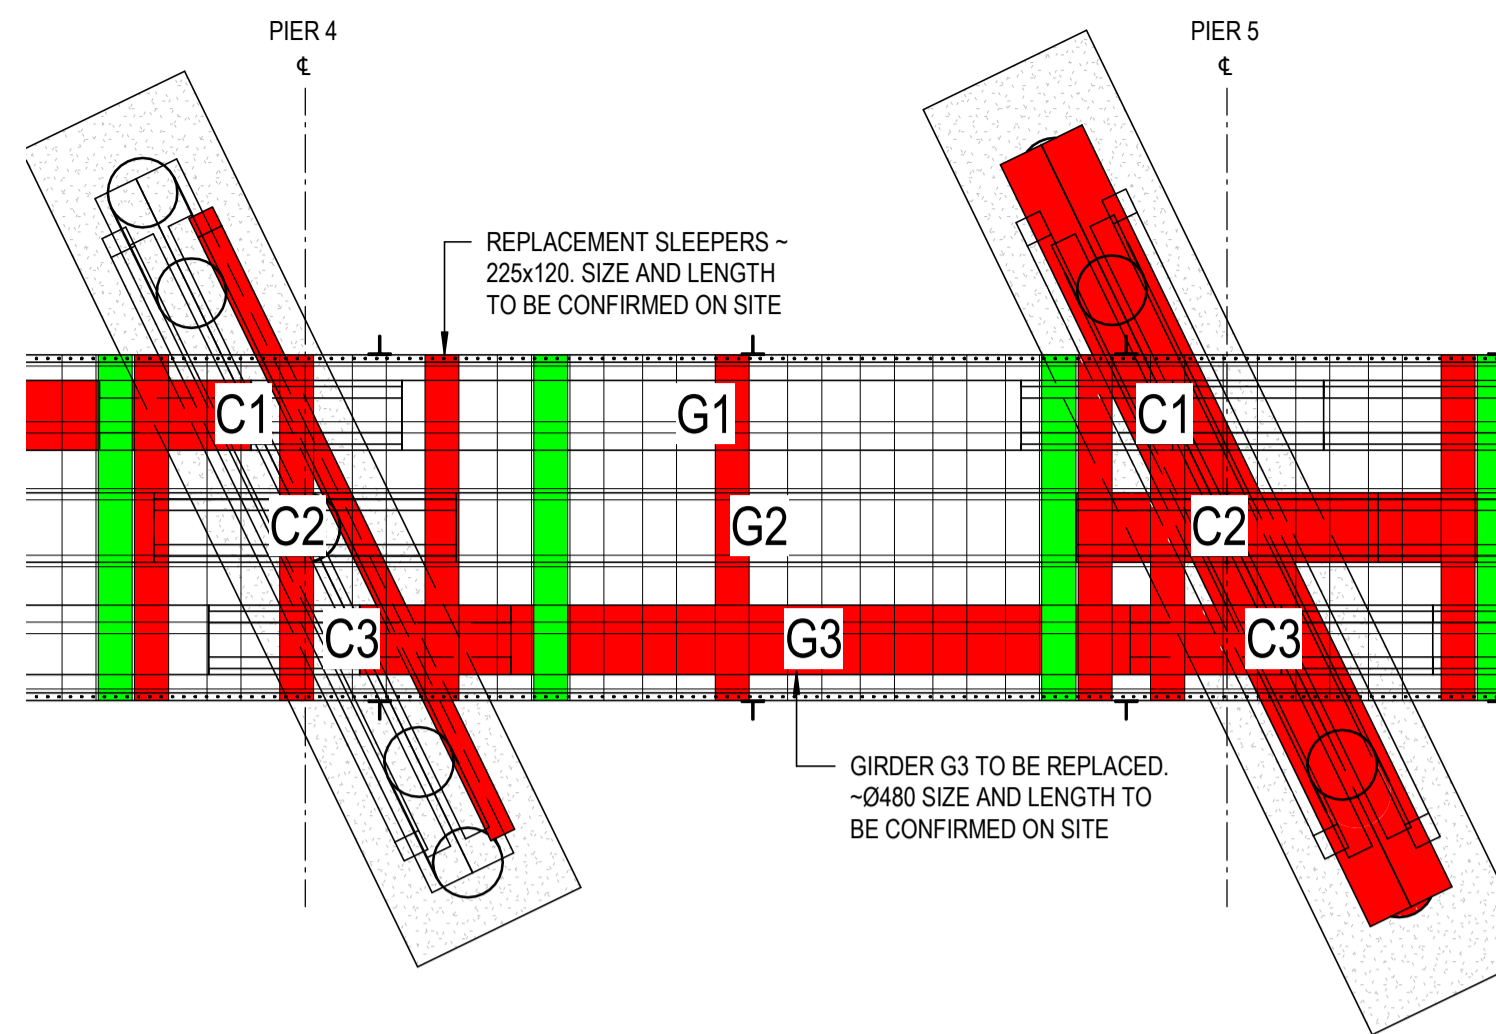 PIER 4
℄
PIER 5
℄
REPLACEMENT SLEEPERS ~
225x120. SIZE AND LENGTH
TO BE CONFIRMED ON SITE
C1
G1
C1
C2
G2
C2
C3
G3
C3
GIRDER G3 TO BE REPLACED.
~Ø480 SIZE AND LENGTH TO
BE CONFIRMED ON SITE